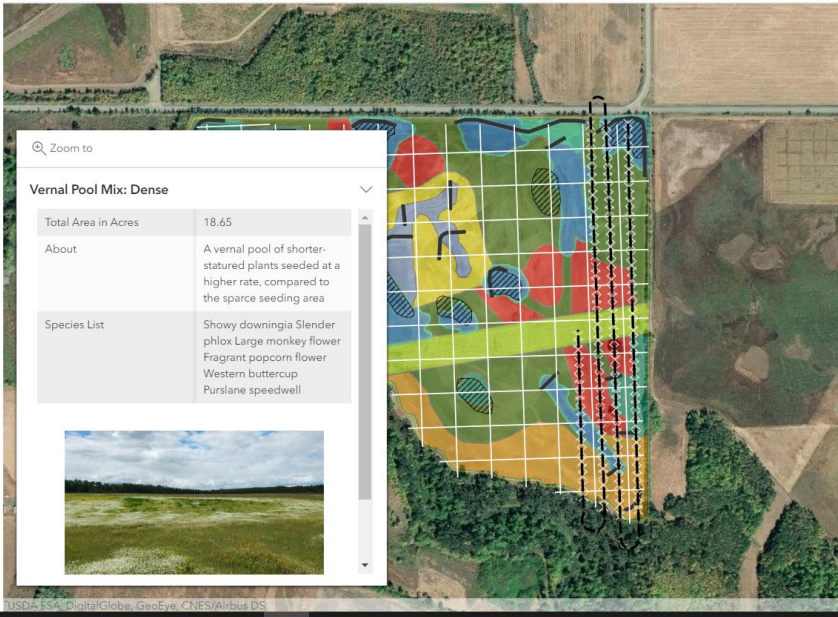 Zoom to
Vernal Pool Mix: Dense
Total Area in Acres
18.65
About
A vernal pool of shorter-
statured plants seeded at a
higher rate, compared to
the sparce seeding area
Species List
Showy downingia Slender
phlox Large monkey flower
Fragrant popcorn flower
Western buttercup
Purslane speedwell
USDA FSA, DigitalGlobe, GeoEye, CNES/Airbus DS